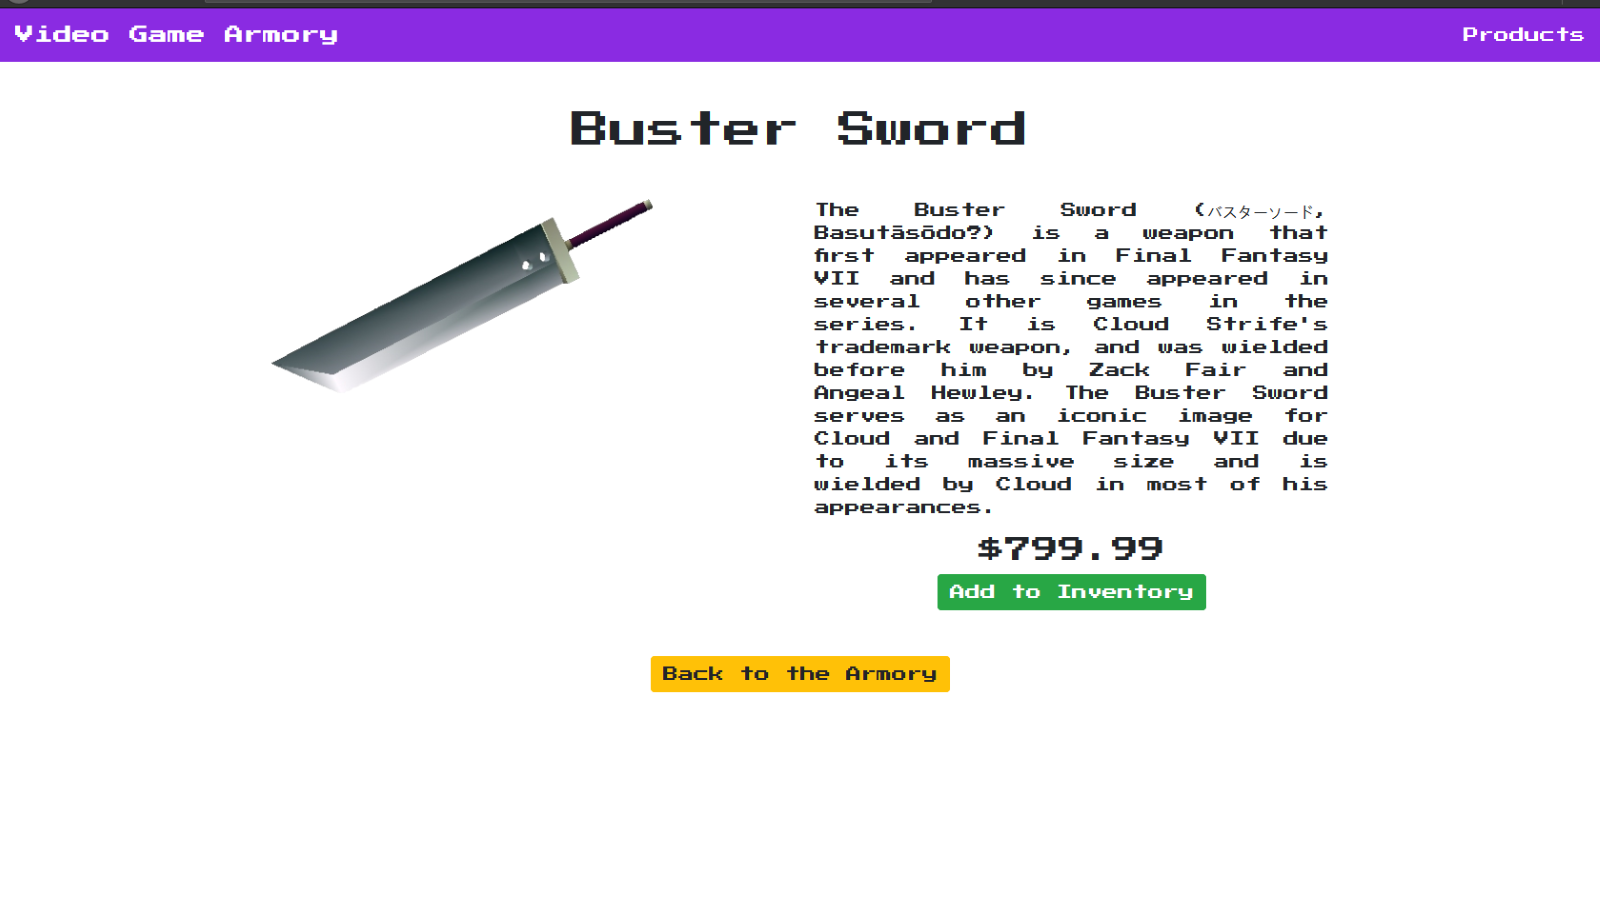 Video Game Armory
Products
Buster Sword
The Buster Sword (バスターソード,
Basutāsōdo?) is a weapon that
first appeared in Final Fantasy
VII and has since appeared in
several other games in the
series. It is Cloud Strife's
trademark weapon, and was wielded
before him by Zack Fair and
Angeal Hewley. The Buster Sword
serves as an iconic image for
Cloud and Final Fantasy VII due
to its massive size and is
wielded by Cloud in most of his
appearances.
$799.99
Add to Inventory
Back to the Armory